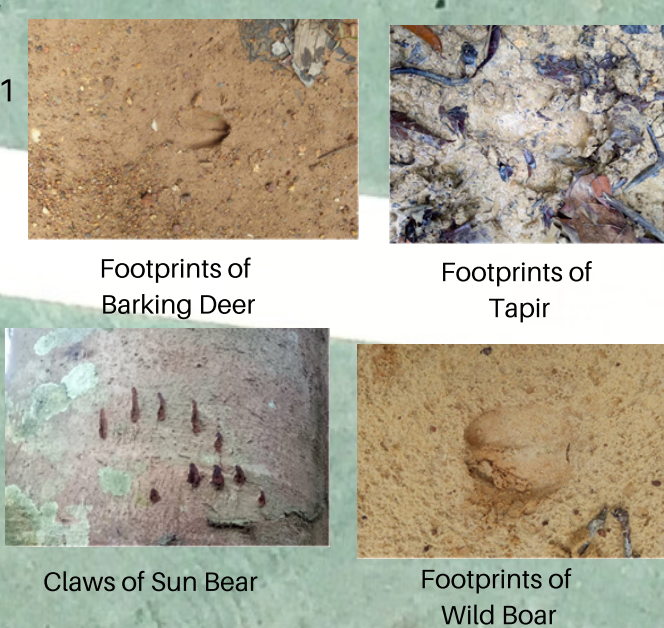 1
Footprints of
Barking Deer
Footprints of
Tapir
Claws of Sun Bear
Footprints of
Wild Boar